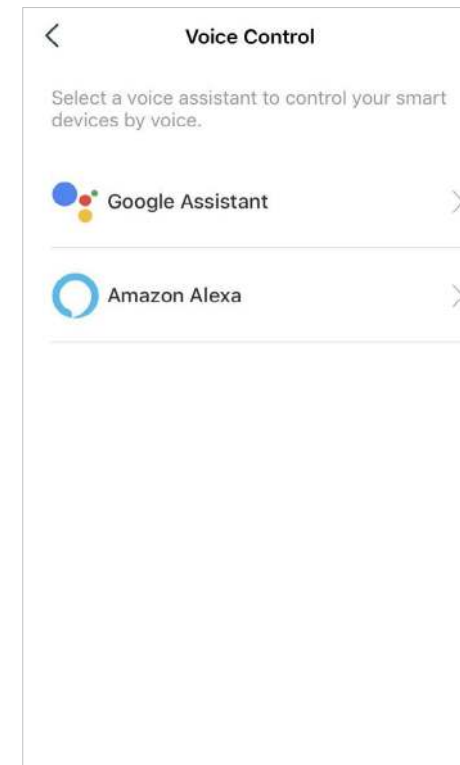 Voice Control
Select a voice assistant to control your smart
devices by voice.
Google Assistant
Amazon Alexa